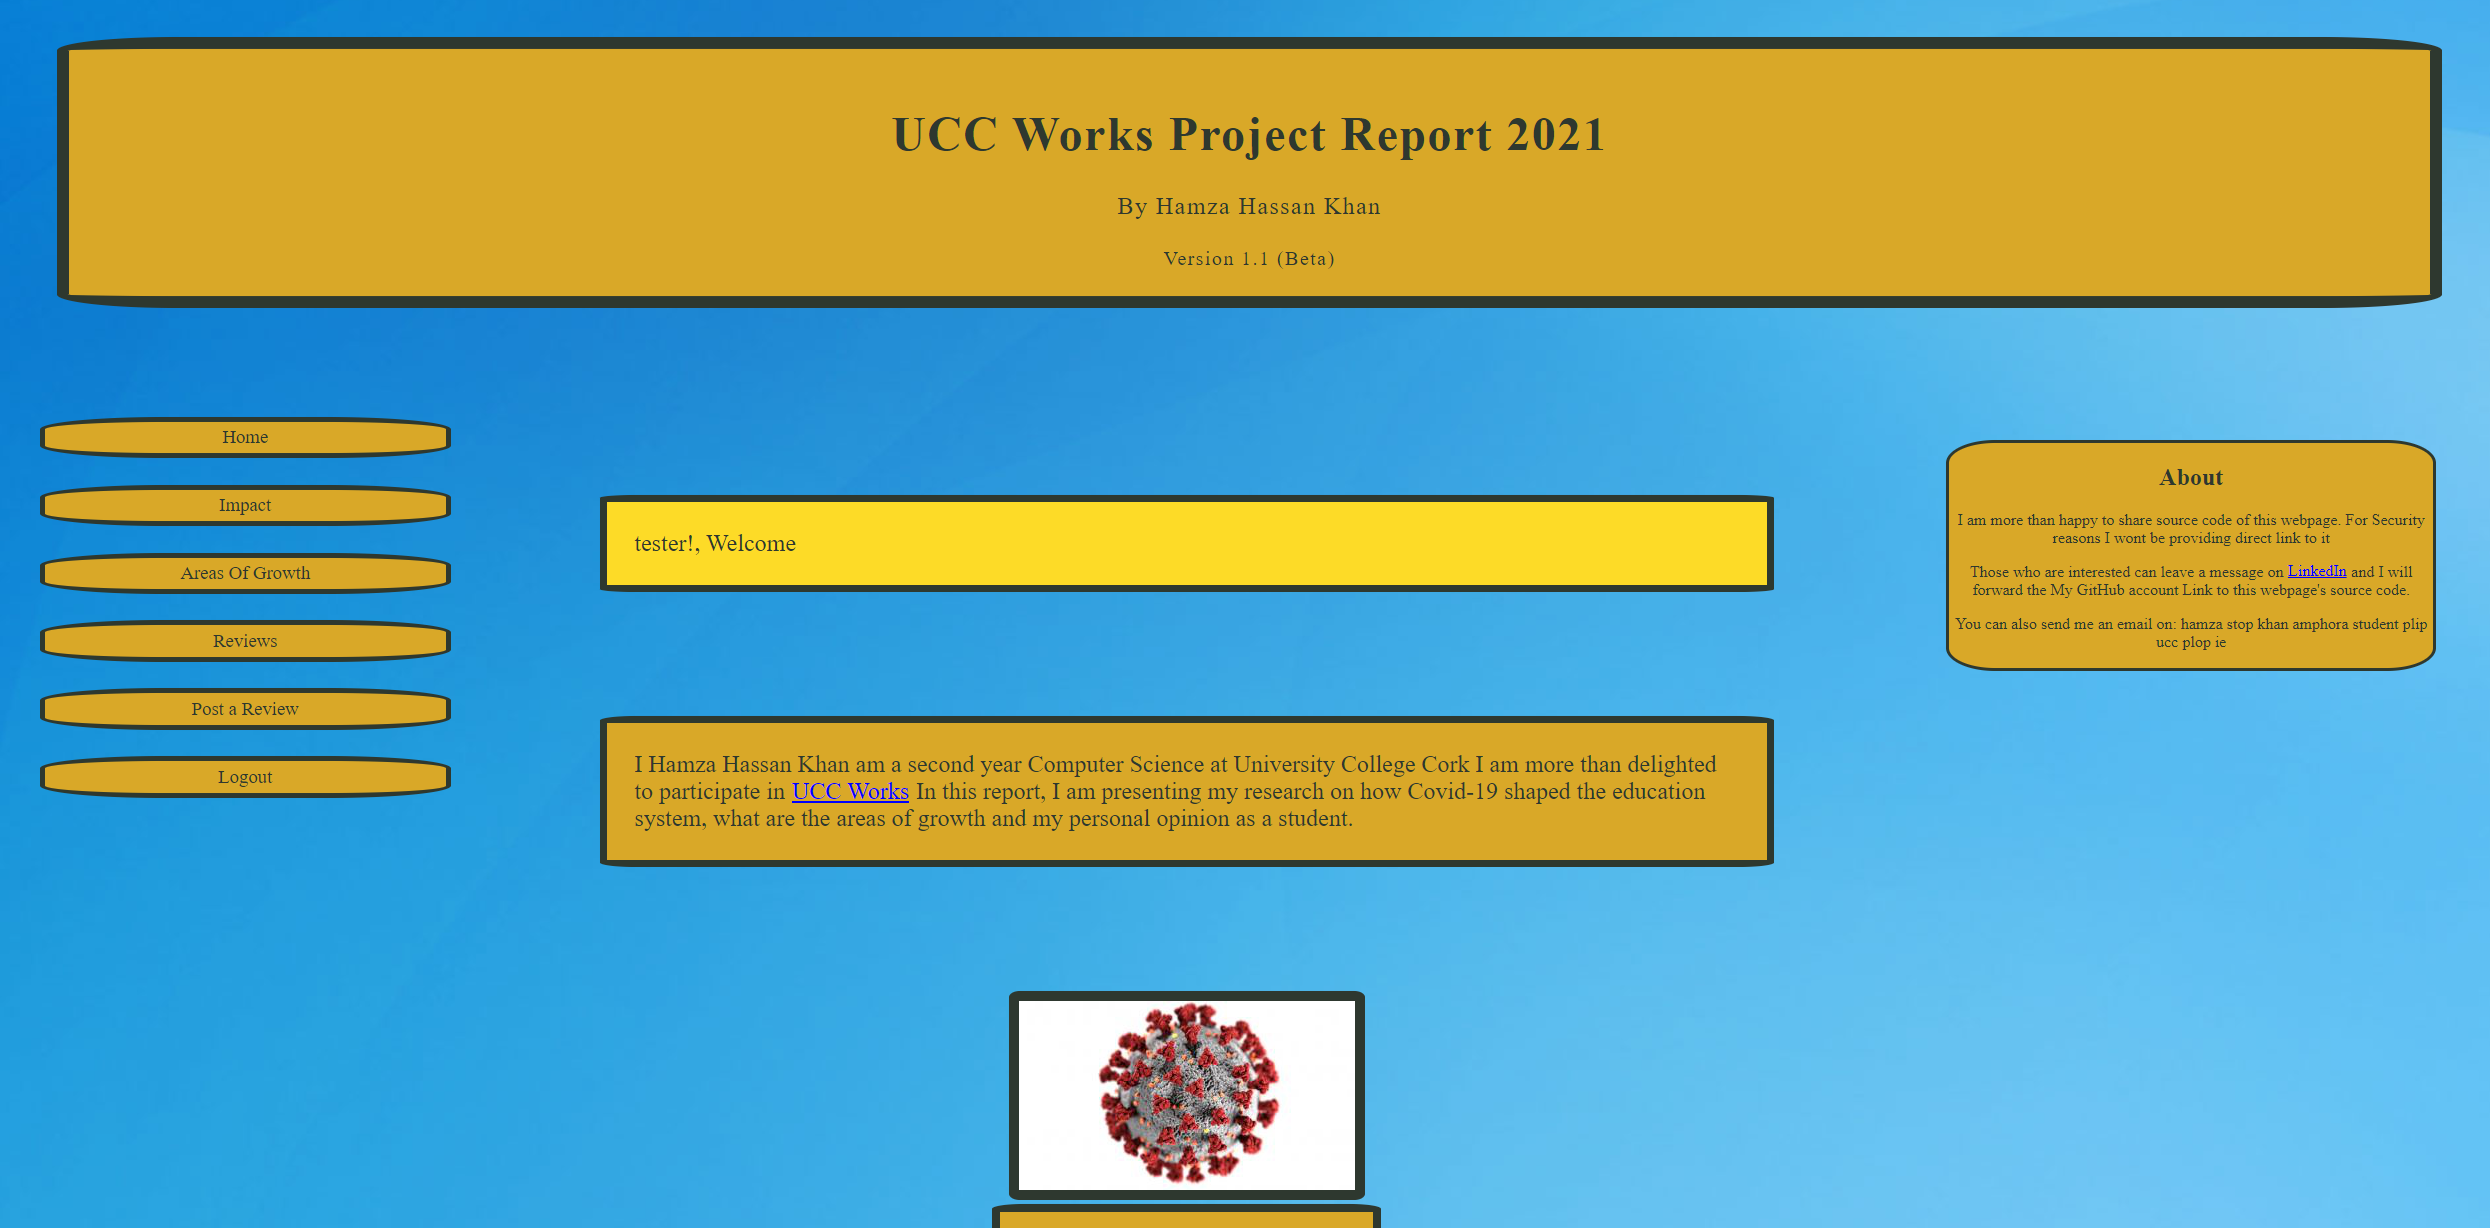 UCC Works Project Report 2021
By Hamza Hassan Khan
Version 1.1 (Beta)
Home
Impact
Areas Of Growth
Reviews
Post a Review
Logout
tester!, Welcome
I Hamza Hassan Khan am a second year Computer Science at University College Cork I am more than delighted
to participate in UCC Works In this report, I am presenting my research on how Covid-19 shaped the education
system, what are the areas of growth and my personal opinion as a student.
About
I am more than happy to share source code of this webpage. For Security
reasons I wont be providing direct link to it
Those who are interested can leave a message on LinkedIn and I will
forward the My GitHub account Link to this webpage's source code.
You can also send me an email on: hamza stop khan amphora student plip
ucc plop ie